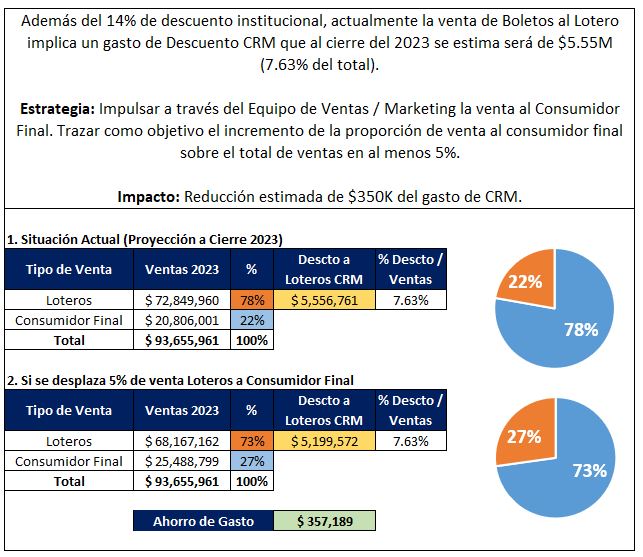 Además del 14% de descuento institucional, actualmente la venta de Boletos al Lotero
implica un gasto de Descuento CRM que al cierre del 2023 se estima será de $5.55M
(7.63% del total).
Estrategia: Impulsar a través del Equipo de Ventas / Marketing la venta al Consumidor
Final. Trazar como objetivo el incremento de la proporción de venta al consumidor final
sobre el total de ventas en al menos 5%.
Impacto: Reducción estimada de $350K del gasto de CRM.
1. Situación Actual (Proyección a Cierre 2023)
Tipo de Venta Ventas 2023 % Descto a Loteros CRM % Descto / Ventas
Loteros $ 72,849,960 78% $ 5,556,761 7.63%
Consumidor Final $ 20,806,001 22%
Total $ 93,655,961 100%
22%
78%
2. Si se desplaza 5% de venta Loteros a Consumidor Final
Tipo de Venta Ventas 2023 % Descto a Loteros CRM % Descto / Ventas
Loteros $ 68,167,162 73% $ 5,199,572 7.63%
Consumidor Final $ 25,488,799 27%
Total $ 93,655,961 100%
27%
73%
Ahorro de Gasto $ 357,189